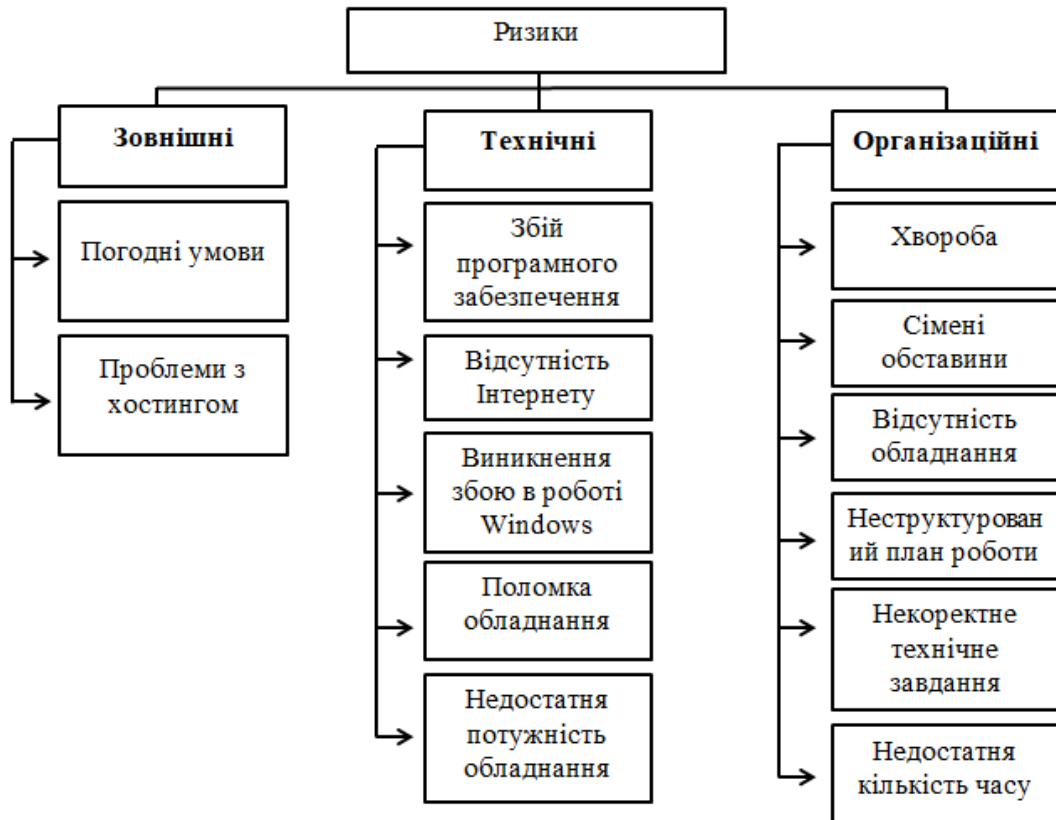 Ризики
Зовнішні
Погодні умови
Проблеми з
хостингом
Технічні
Збій
програмного
забезпечення
Відсутність
Інтернету
Виникнення
збою в роботі
Windows
Поломка
обладнання
Недостатня
потужність
обладнання
Організаційні
Хвороба
Сімені
обставини
Відсутність
обладнання
Неструктурован
ий план роботи
Некоректне
технічне
завдання
Недостатня
кількість часу